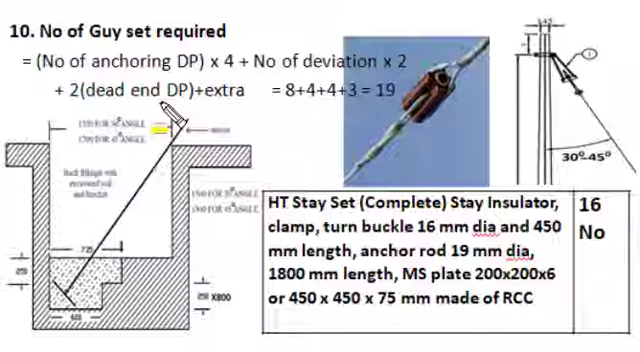 10. No of Guy set required
= (No of anchoring DP) x 4 + No of deviation x 2
+ 2(dead end DP)+extra = 8+4+4+3 = 19
30°-45°
HT Stay Set (Complete) Stay Insulator,
clamp, turn buckle 16 mm dia and 450
mm length, anchor rod 19 mm dia,
1800 mm length, MS plate 200x200x6
or 450 x 450 x 75 mm made of RCC
16
No